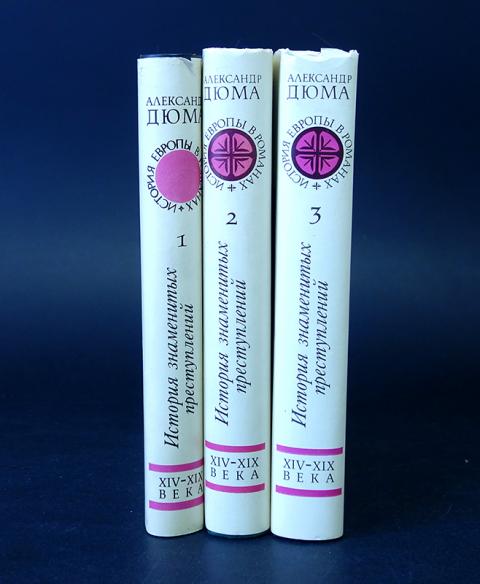 АЛЕКСАНДР
ДЮМА
ИСТОРИЯ ЕВРОПЫ В РОМАНАХ
1
История знаменитых
преступлений
XIV-XIX
ВЕКА
АЛЕКСАНДР
ДЮМА
ИСТОРИЯ ЕВРОПЫ В РОМАНАХ
2
История знаменитых
преступлений
XIV-XIX
ВЕКА
АЛЕКСАНДР
ДЮМА
ИСТОРИЯ ЕВРОПЫ В РОМАНАХ
3
История знаменитых
преступлений
XIV-XIX
ВЕКА